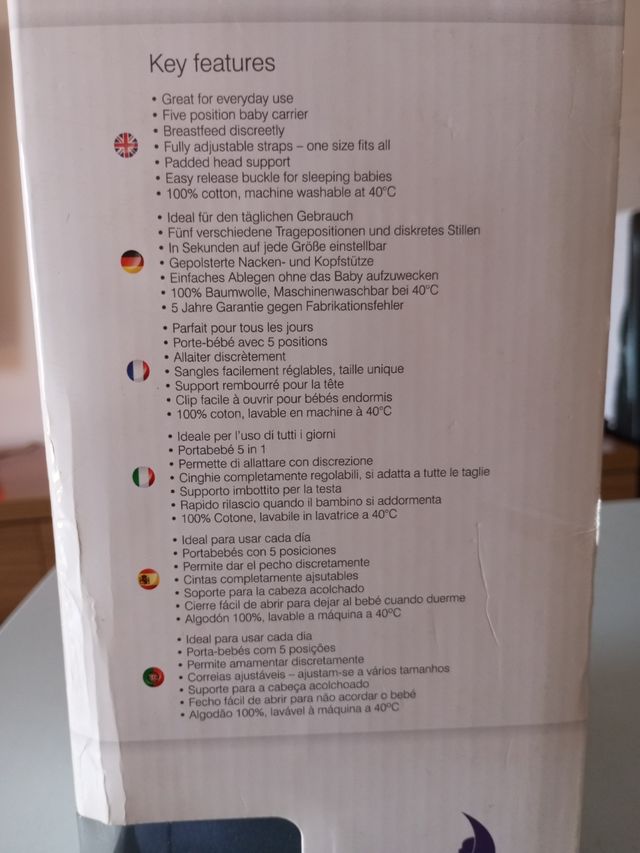 Key features
• Great for everyday use
• Five position baby carrier
• Breastfeed discreetly
• Fully adjustable straps – one size fits all
• Padded head support
• Easy release buckle for sleeping babies
• 100% cotton, machine washable at 40°C
• Ideal für den täglichen Gebrauch
• Fünf verschiedene Tragepositionen und diskretes Stillen
• In Sekunden auf jede Größe einstellbar
• Gepolsterte Nacken- und Kopfstütze
• Einfaches Ablegen ohne das Baby aufzuwecken
• 100% Baumwolle, Maschinenwaschbar bei 40°C
• 5 Jahre Garantie gegen Fabrikationsfehler
• Parfait pour tous les jours
• Porte-bébé avec 5 positions
• Allaiter discrètement
• Sangles facilement réglables, taille unique
• Support rembourré pour la tête
• Clip facile à ouvrir pour bébés endormis
• 100% coton, lavable en machine à 40°C
• Ideale per l'uso di tutti i giorni
• Portabebé 5 in 1
• Permette di allattare con discrezione
• Cinghie completamente regolabili, si adatta a tutte le taglie
• Supporto imbottito per la testa
• Rapido rilascio quando il bambino si addormenta
• 100% Cotone, lavabile in lavatrice a 40°C
• Ideal para usar cada día
• Portabebés con 5 posiciones
• Permite dar el pecho discretamente
• Cintas completamente ajsutables
• Soporte para la cabeza acolchado
• Cierre fácil de abrir para dejar al bebé cuando duerme
• Algodón 100%, lavable a máquina a 40ºC
• Ideal para usar cada dia
• Porta-bebés com 5 posições
• Permite amamentar discretamente
• Correias ajustáveis – ajustam-se a vários tamanhos
• Suporte para a cabeça acolchoado
• Fecho fácil de abrir para não acordar o bebé
• Algodão 100%, lavável à máquina a 40ºC